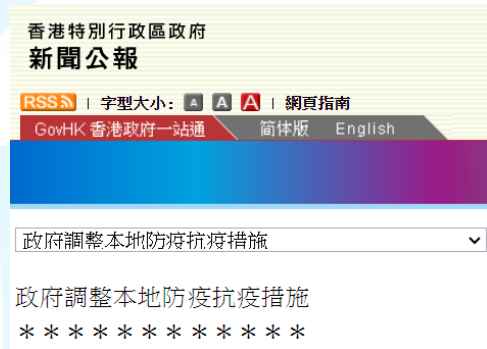 香港特別行政區政府
新聞公報
RSS | 字型大小: A A A | 網頁指南
GovHK 香港政府一站通 简体版 English
政府調整本地防疫抗疫措施
政府調整本地防疫抗疫措施
＊＊＊＊＊＊＊＊＊＊＊＊